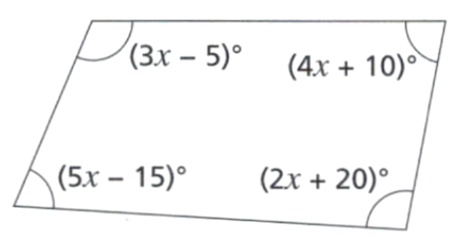 (3x – 5)°
(4x + 10)°
(5x – 15)°
(2x + 20)°